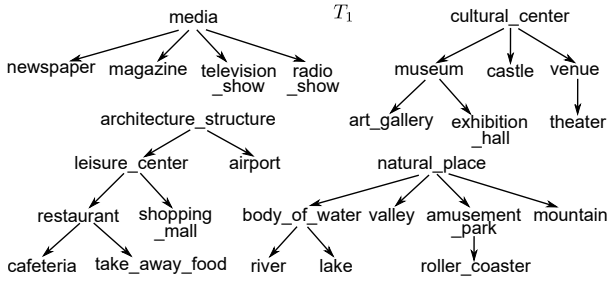 T1
media
cultural_center
newspaper magazine television _show radio _show
museum castle venue
art_gallery exhibition _hall theater
architecture_structure
leisure_center airport
natural_place
restaurant shopping _mall
body_of_water valley amusement _park mountain
cafeteria take_away_food
river lake roller_coaster